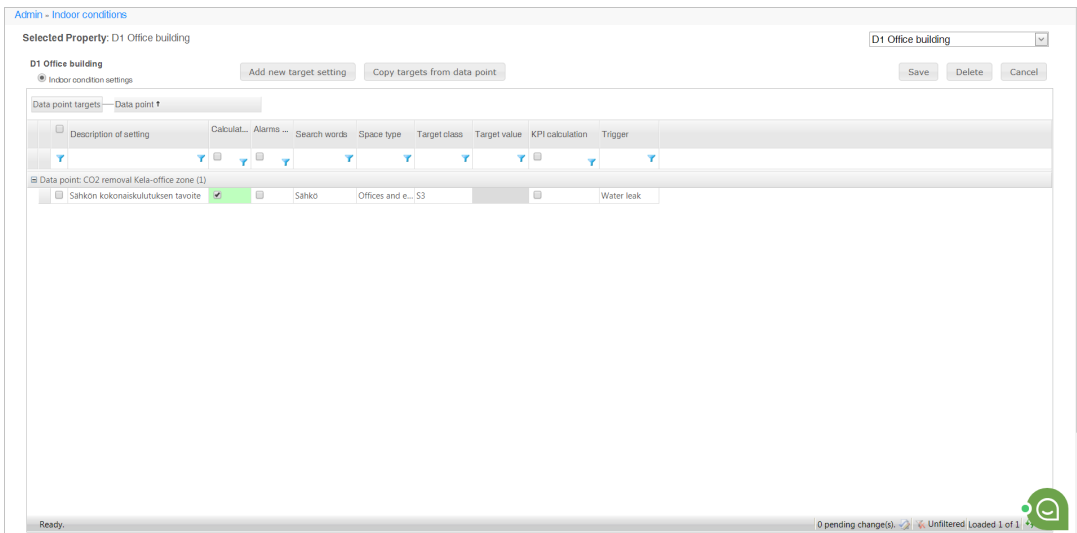 Admin - Indoor conditions
Selected Property: D1 Office building
D1 Office building
D1 Office building
Indoor condition settings
Add new target setting
Copy targets from data point
Save
Delete
Cancel
Data point targets
Data point
Description of setting
Calculat...
Alarms ...
Search words
Space type
Target class
Target value
KPI calculation
Trigger
Data point: CO2 removal Kela-office zone (1)
Sähkön kokonaiskulutuksen tavoite
Sähkö
Offices and e...
S3
Water leak
Ready.
0 pending change(s).
Unfiltered
Loaded 1 of 1